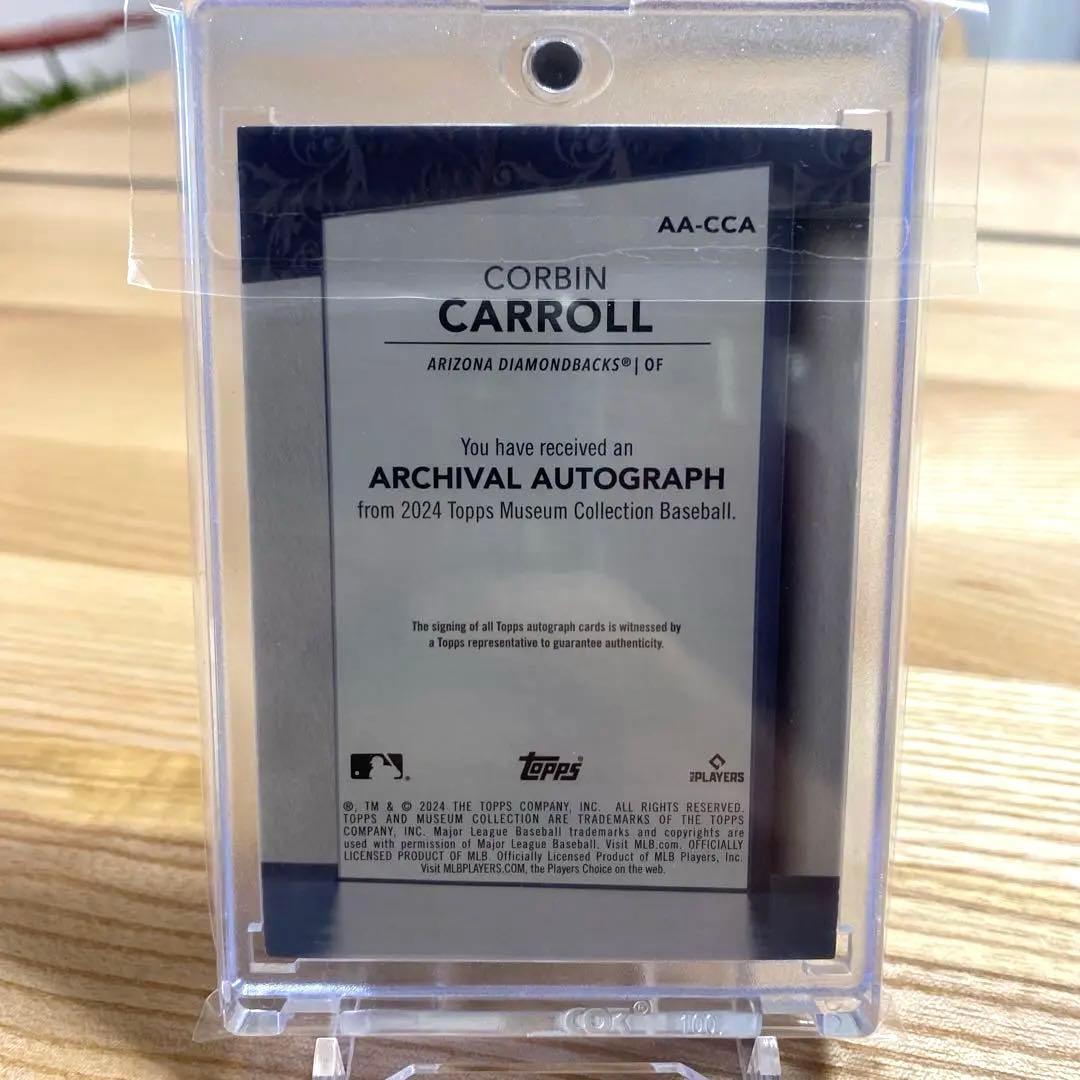 AA-CCA
CORBIN
CARROLL
ARIZONA DIAMONDBACKS® | OF
You have received an
ARCHIVAL AUTOGRAPH
from 2024 Topps Museum Collection Baseball.
The signing of all Topps autograph cards is witnessed by
a Topps representative to guarantee authenticity.
topps®
PLAYERS
®, TM & © 2024 THE TOPPS COMPANY, INC. ALL RIGHTS RESERVED.
TOPPS AND MUSEUM COLLECTION ARE TRADEMARKS OF THE TOPPS
COMPANY, INC. Major League Baseball trademarks and copyrights are
used with permission of Major League Baseball. Visit MLB.com. OFFICIALLY
LICENSED PRODUCT OF MLB. Officially Licensed Product of MLB Players, Inc.
Visit MLBPLAYERS.COM, the Players Choice on the web.
100